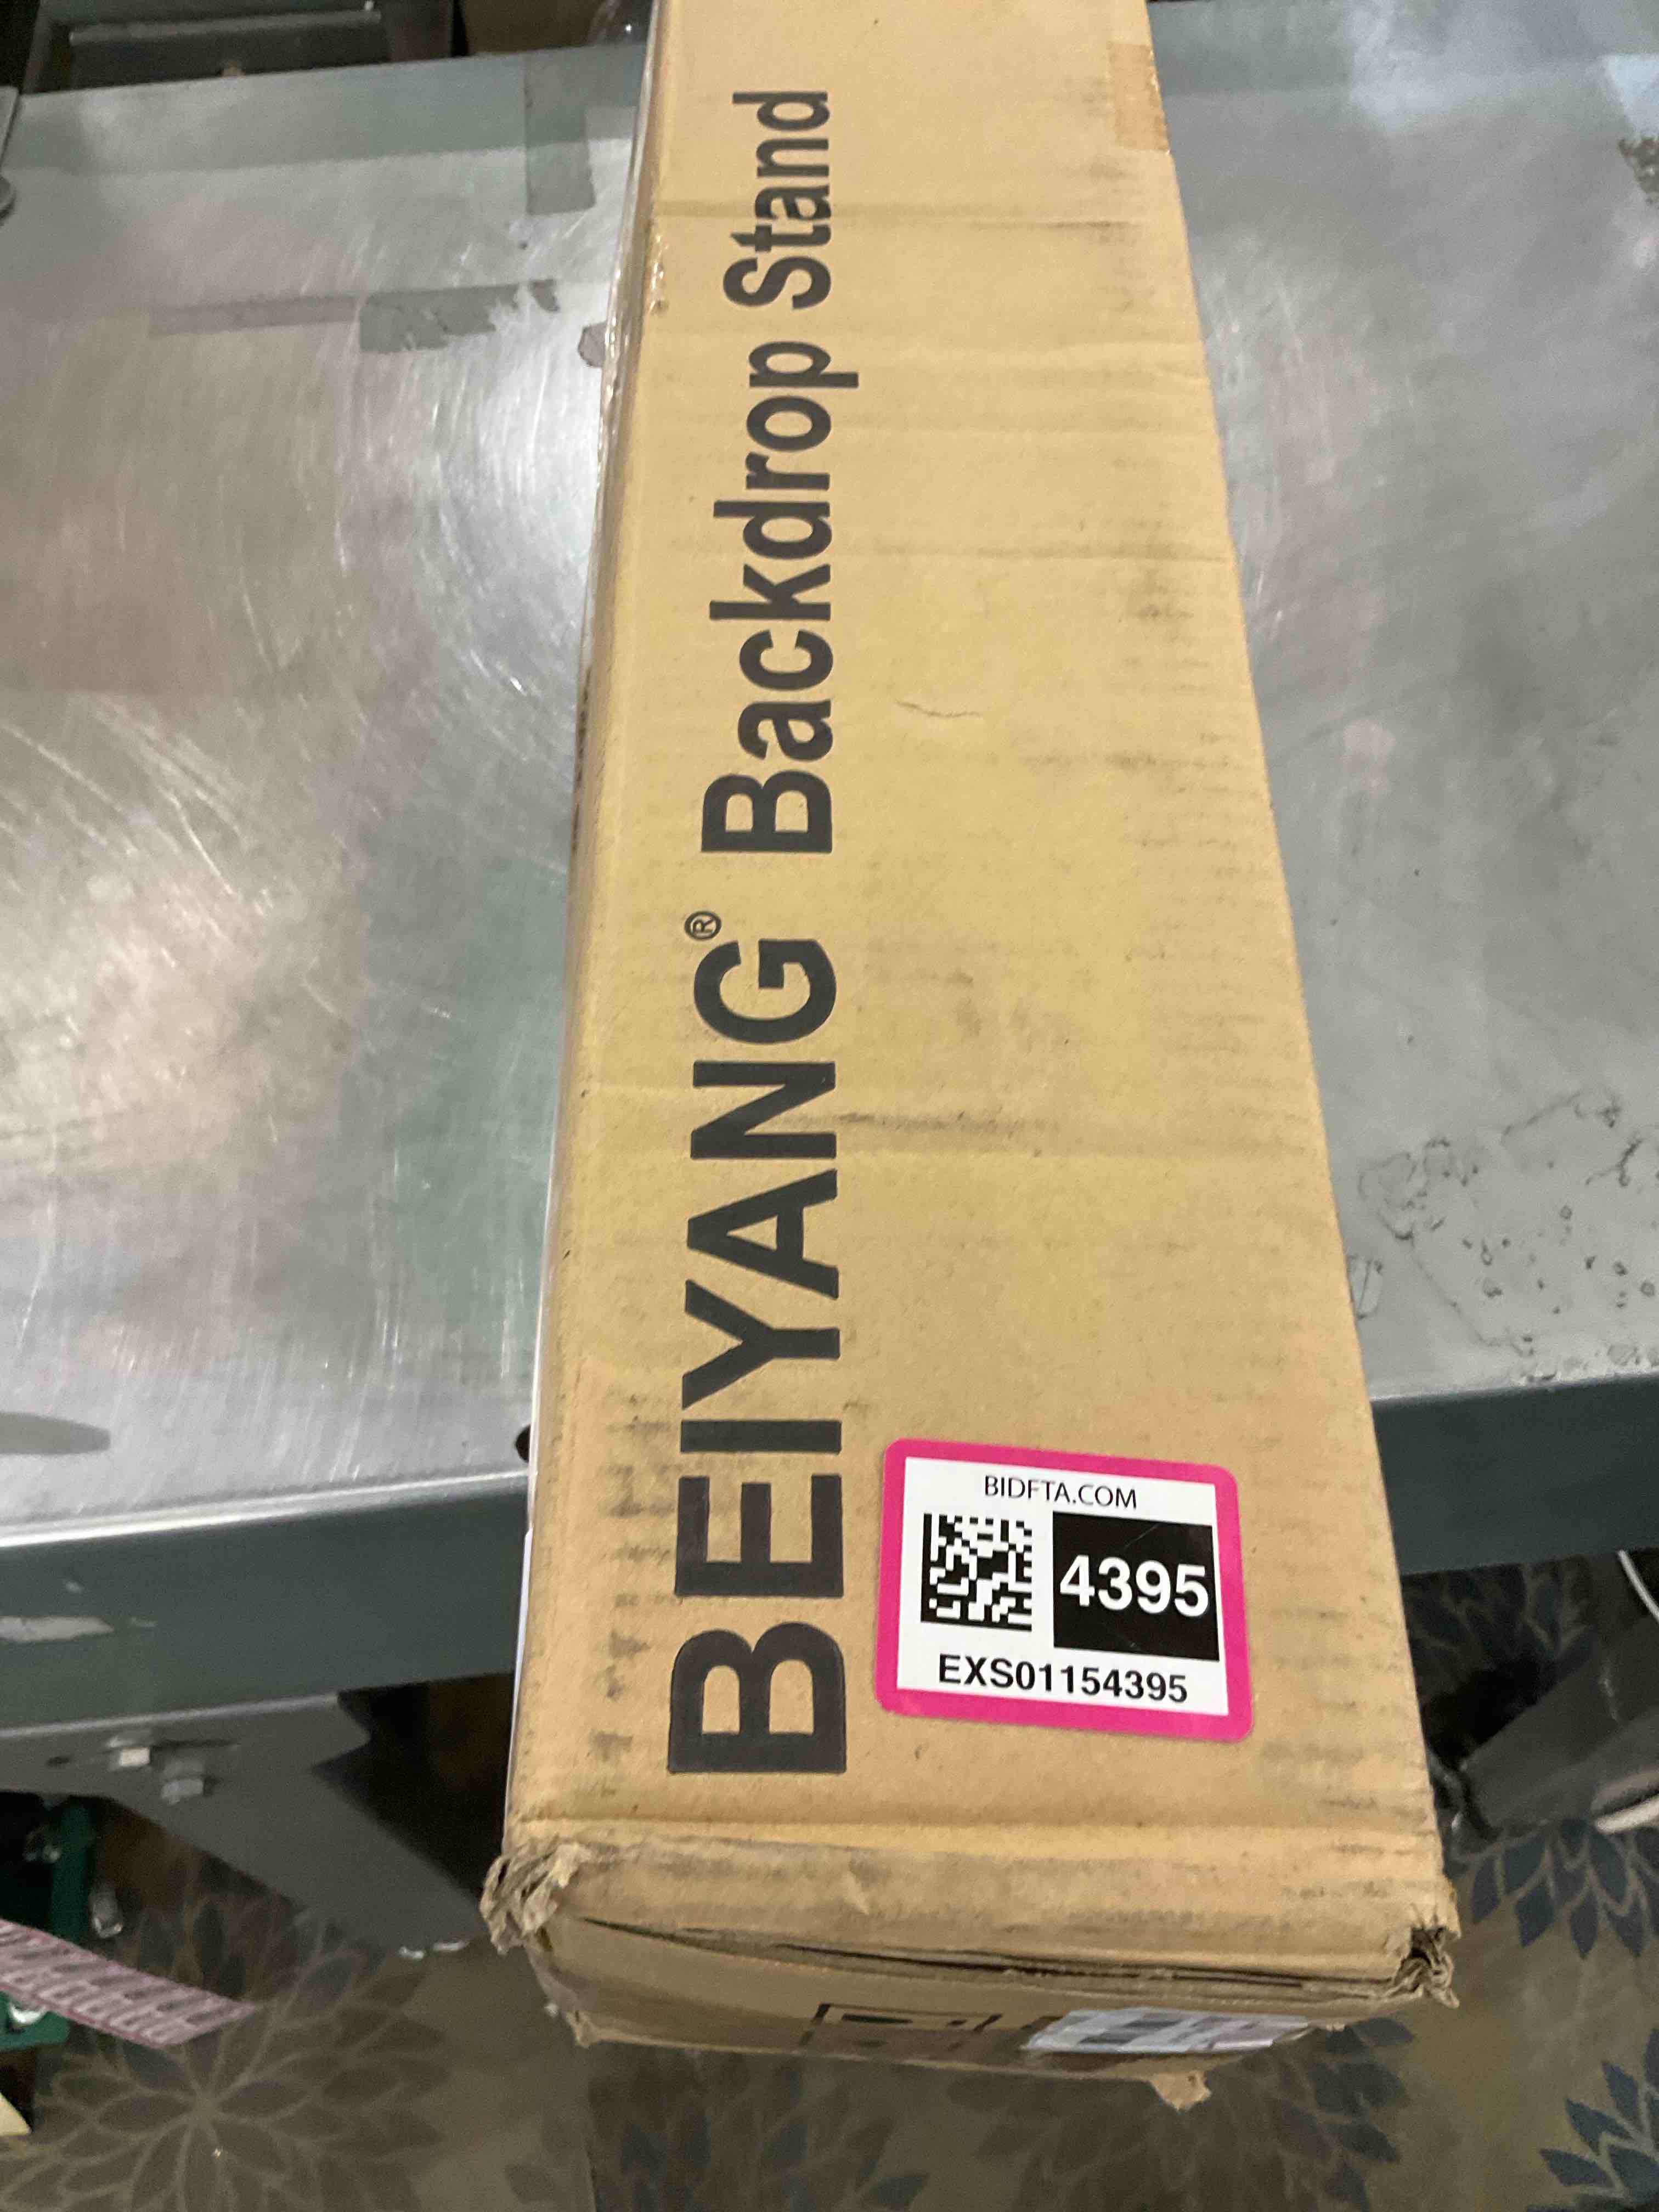 BEIYANG® Backdrop Stand
BIDFTA.COM
4395
EXS01154395